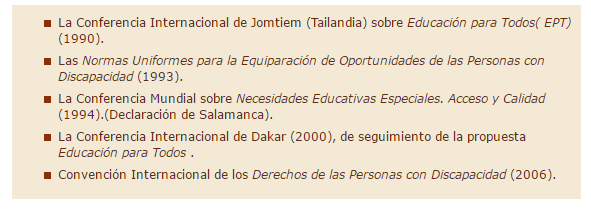 La Conferencia Internacional de Jomtiem (Tailandia) sobre Educación para Todos( EPT)
(1990).
Las Normas Uniformes para la Equiparación de Oportunidades de las Personas con
Discapacidad (1993).
La Conferencia Mundial sobre Necesidades Educativas Especiales. Acceso y Calidad
(1994).(Declaración de Salamanca).
La Conferencia Internacional de Dakar (2000), de seguimiento de la propuesta
Educación para Todos .
Convención Internacional de los Derechos de las Personas con Discapacidad (2006).